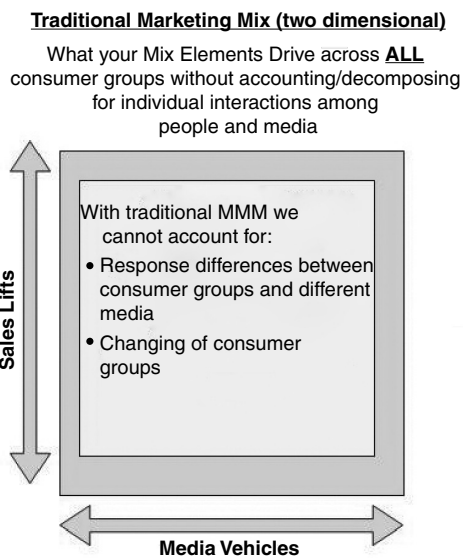 Traditional Marketing Mix (two dimensional)
What your Mix Elements Drive across ALL
consumer groups without accounting/decomposing
for individual interactions among
people and media
With traditional MMM we
cannot account for:
• Response differences between
consumer groups and different
media
• Changing of consumer
groups
Sales Lifts
Media Vehicles